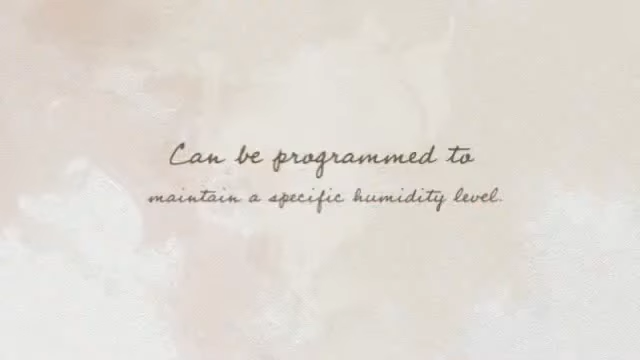 Can be programmed to
maintain a specific humidity level.